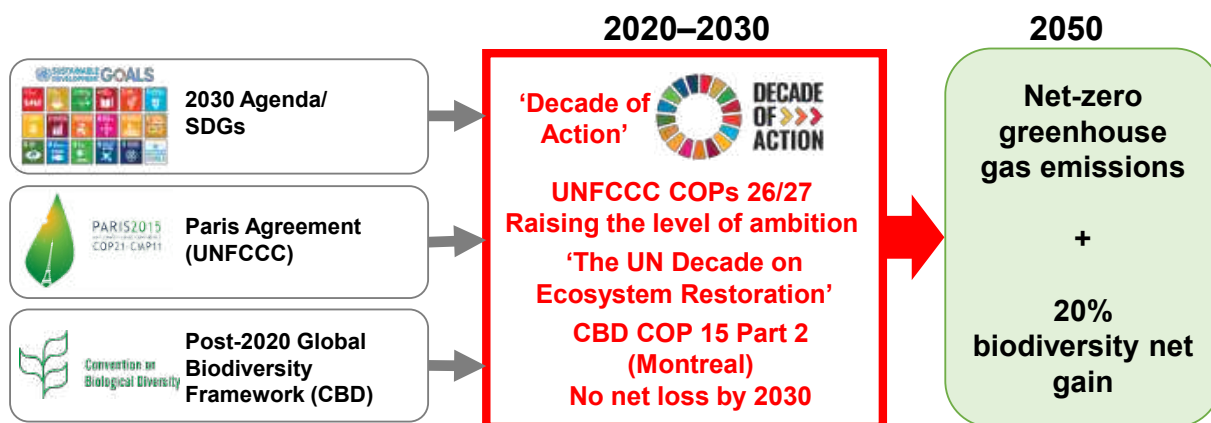 2020–2030
2050
SUSTAINABLE
DEVELOPMENT
GOALS
2030 Agenda/
SDGs
PARIS2015
COP21·CMP11
Paris Agreement
(UNFCCC)
Convention on
Biological Diversity
Post-2020 Global
Biodiversity
Framework (CBD)
‘Decade of
Action’
DECADE
OF >>>
ACTION
UNFCCC COPs 26/27
Raising the level of ambition
‘The UN Decade on
Ecosystem Restoration’
CBD COP 15 Part 2
(Montreal)
No net loss by 2030
Net-zero
greenhouse
gas emissions
+
20%
biodiversity net
gain